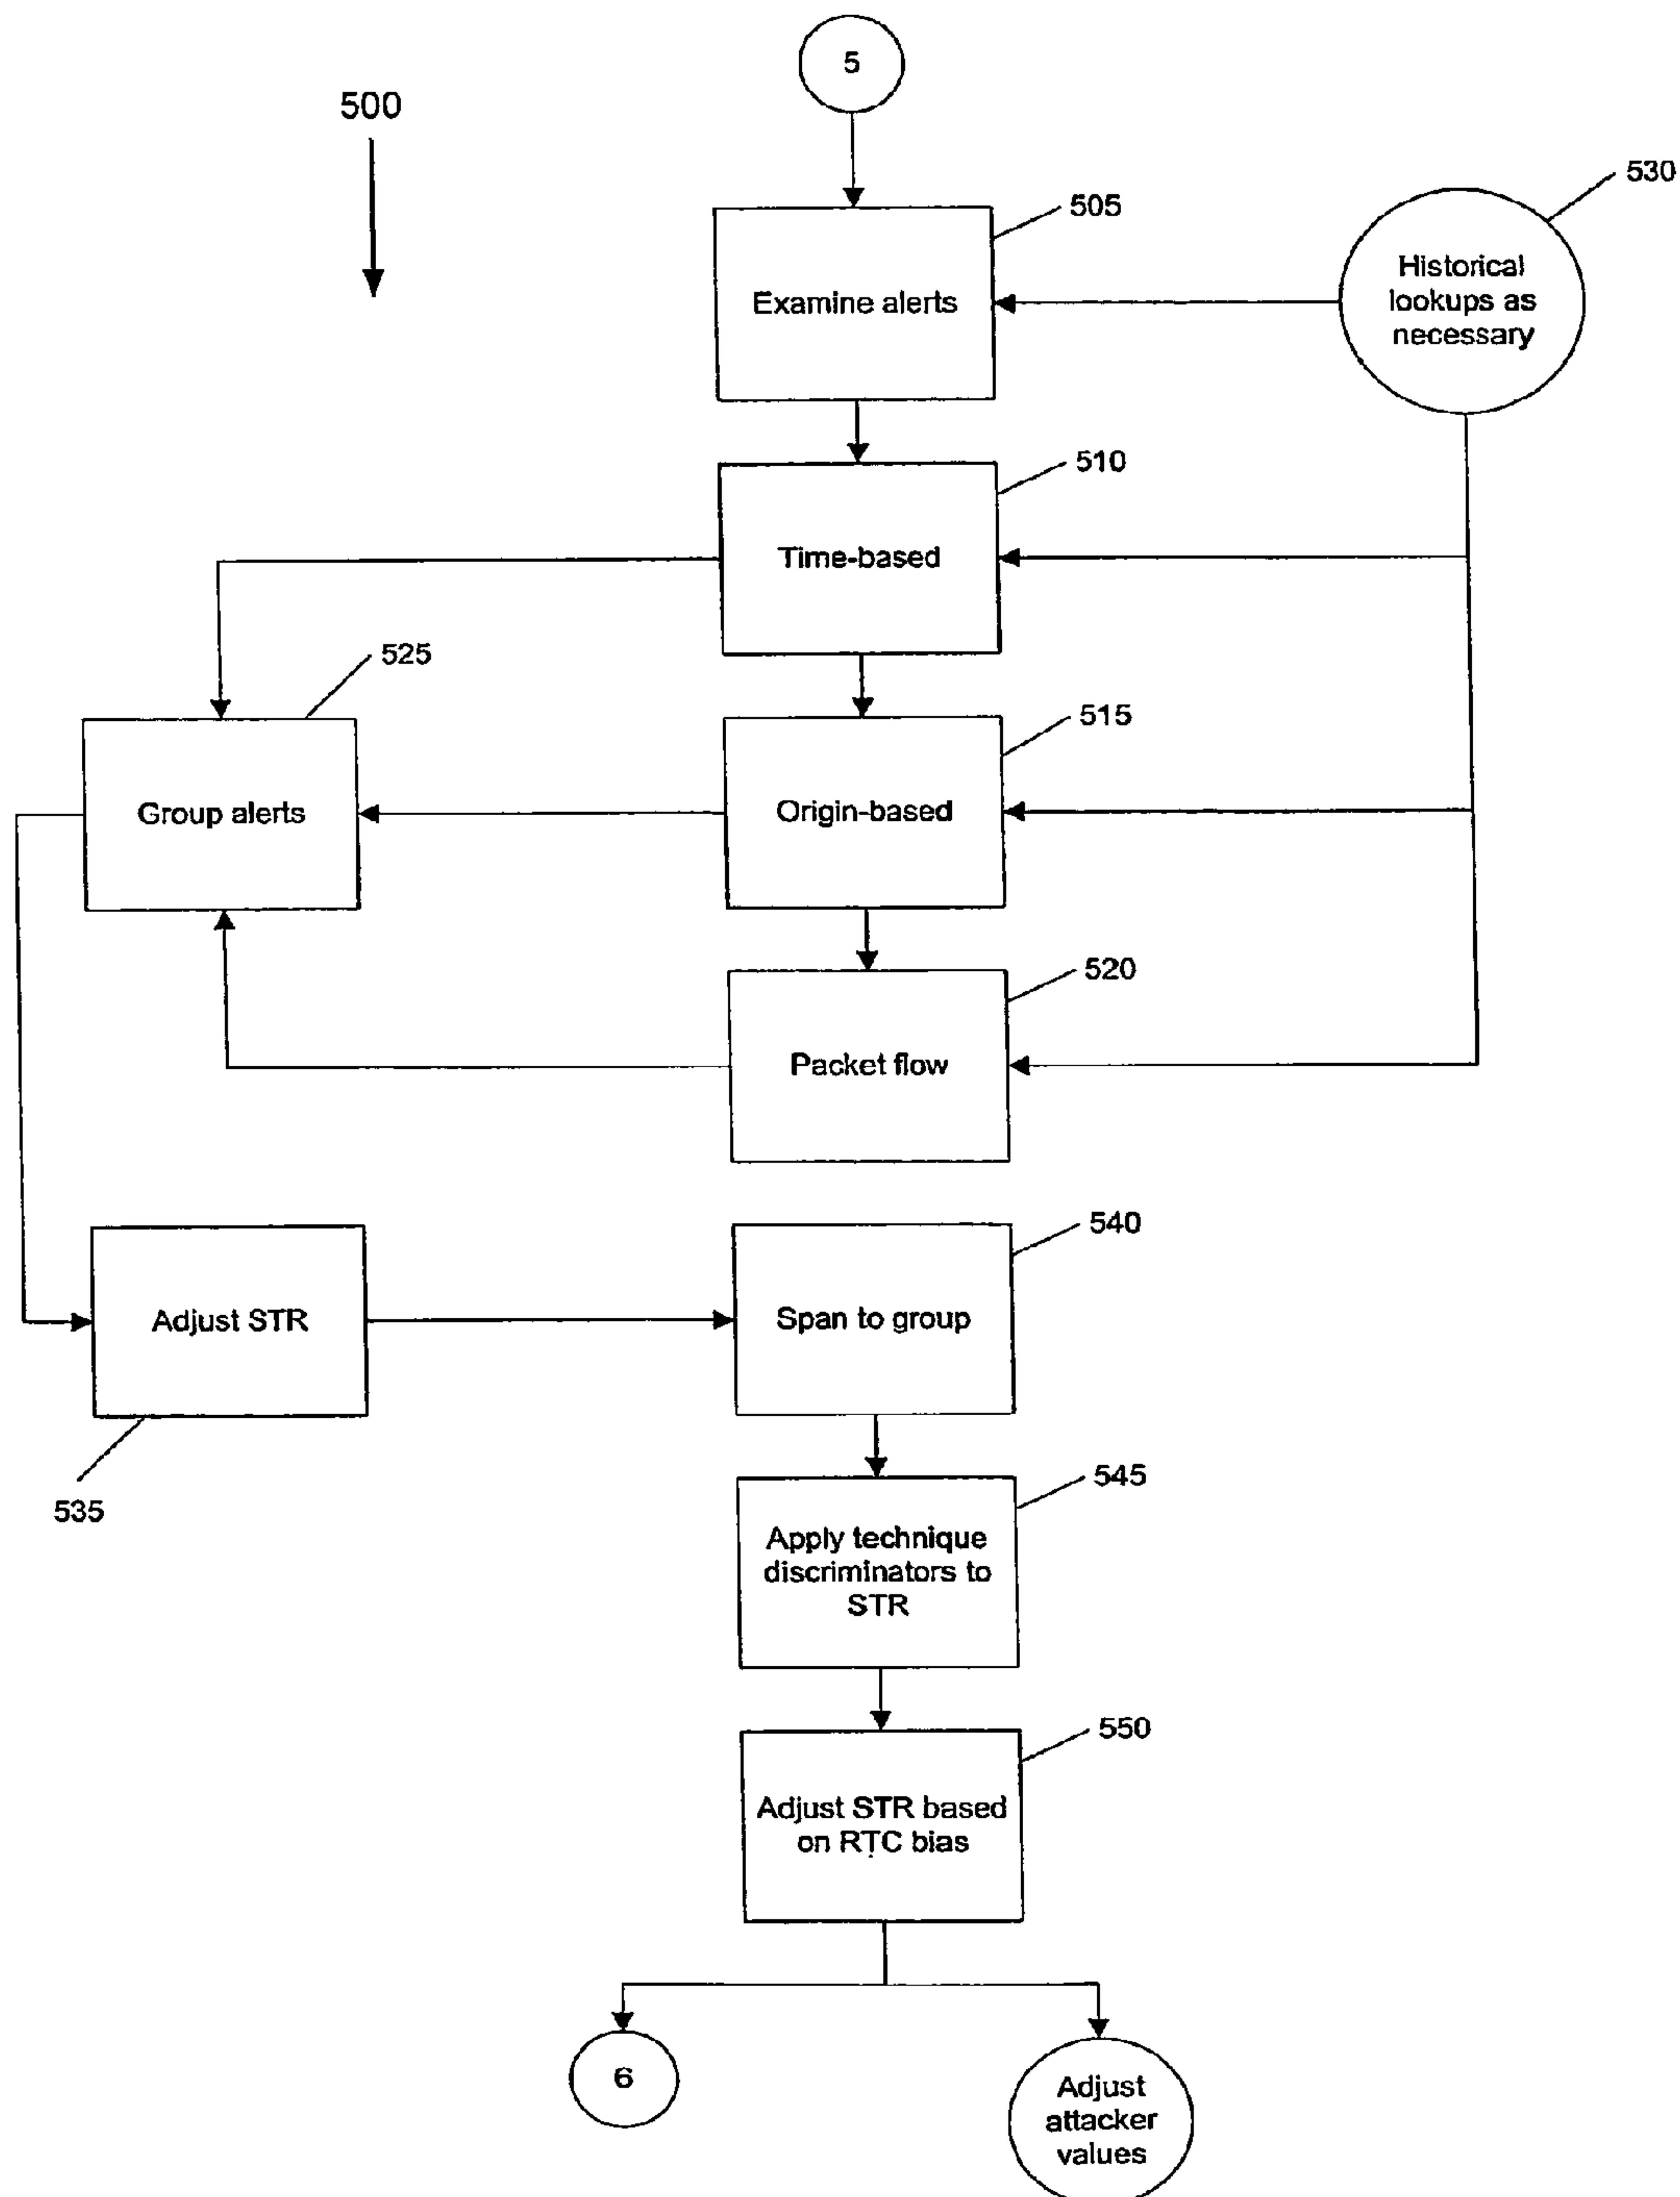 5
500
530
505
Historical
lookups as
necessary
Examine alerts
510
Time-based
525
515
Group alerts
Origin-based
520
Packet flow
540
Adjust STR
Span to group
535
545
Apply technique
discriminators to
STR
550
Adjust STR based
on RTC bias
6
Adjust
attacker
values